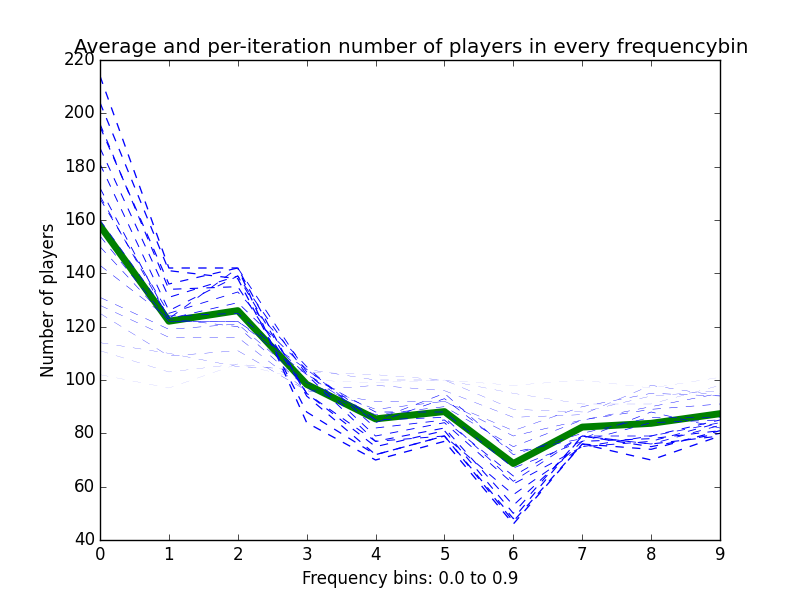 Average and per-iteration number of players in every frequencybin
220
200
180
160
140
120
100
80
60
40
Number of players
0 1 2 3 4 5 6 7 8 9
Frequency bins: 0.0 to 0.9